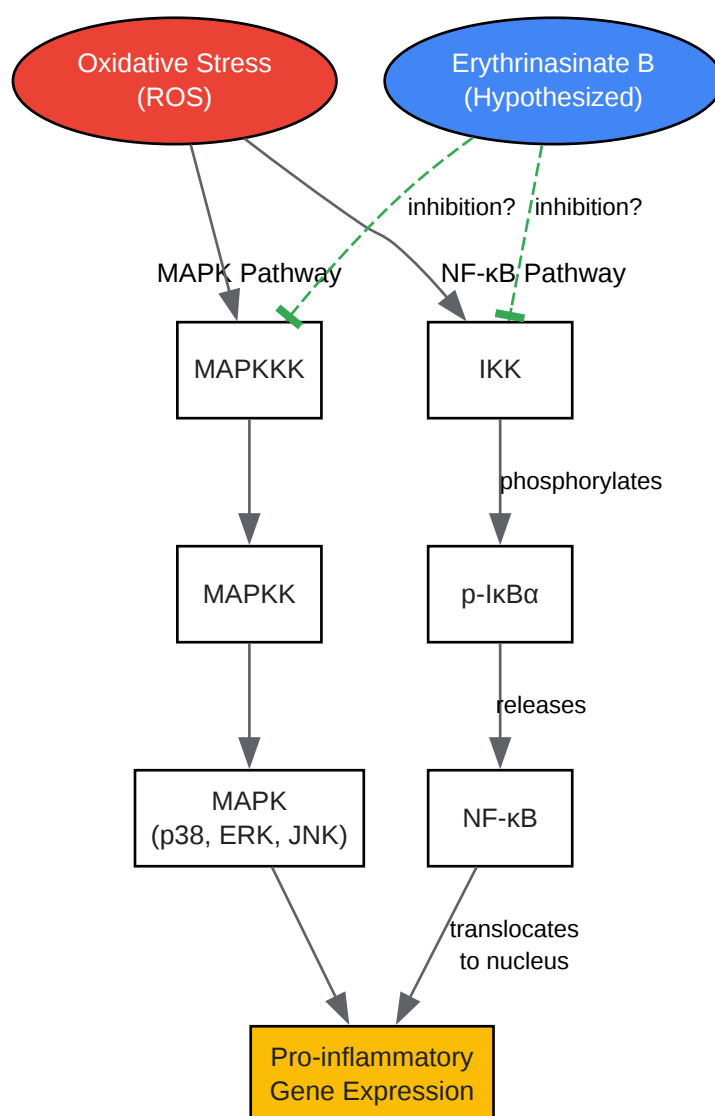 Oxidative Stress
(ROS)
Erythrinasinate B
(Hypothesized)
inhibition?
inhibition?
MAPK Pathway
NF-κB Pathway
MAPKKK
IKK
phosphorylates
MAPKK
p-IκBα
releases
MAPK
(p38, ERK, JNK)
NF-κB
translocates
to nucleus
Pro-inflammatory
Gene Expression